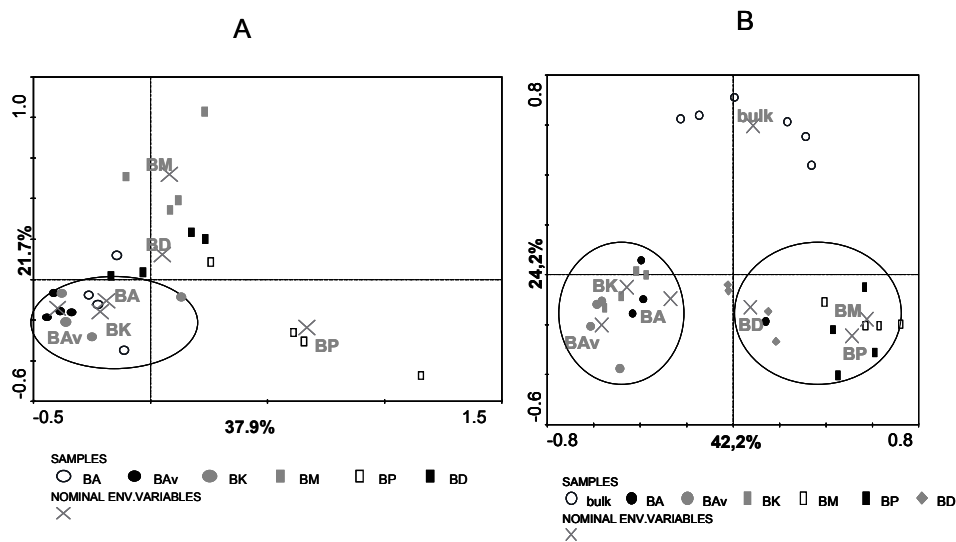 A
B
1.0
21.7%
-0.6
-0.5
37.9%
1.5
BM
BD
BA
BK
BAv
BP
SAMPLES
BA BAv BK BM BP BD
NOMINAL ENV.VARIABLES
0.8
24,2%
-0.6
-0.8
42,2%
0.8
bulk
BK
BA
BAv
BD
BM
BP
SAMPLES
bulk BA BAv BK BM BP BD
NOMINAL ENV.VARIABLES